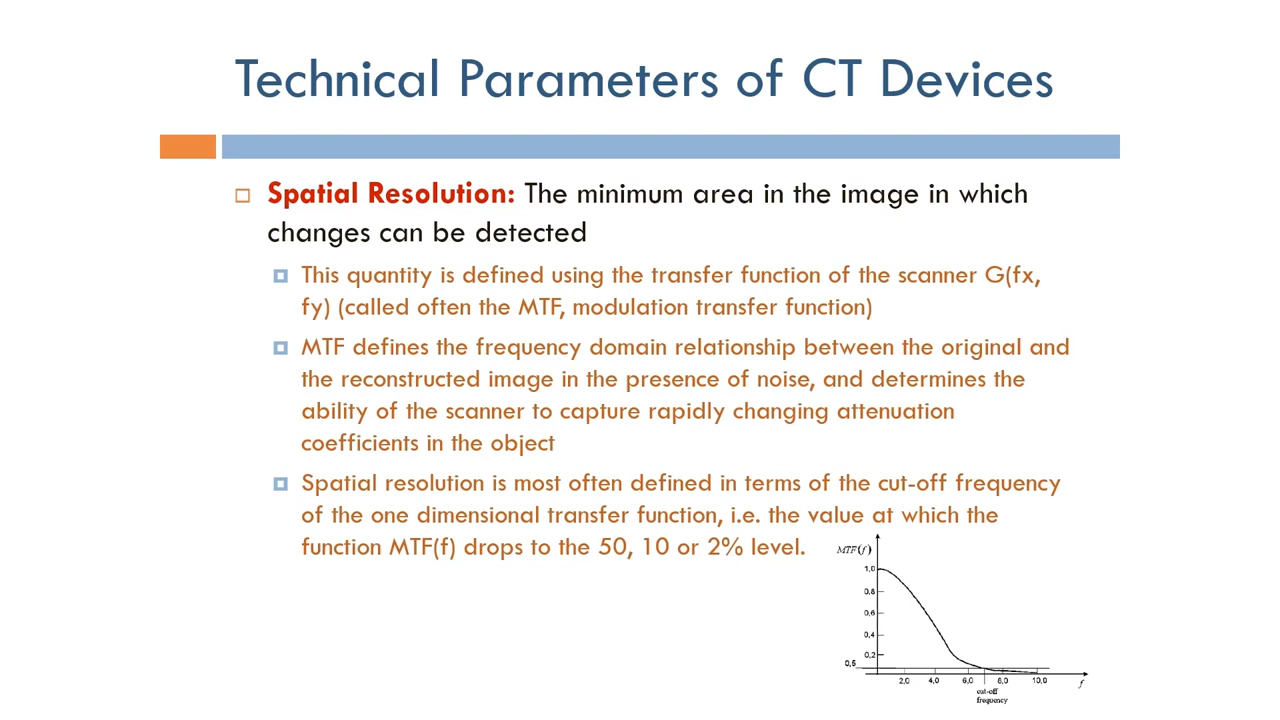 Technical Parameters of CT Devices
Spatial Resolution: The minimum area in the image in which
changes can be detected
This quantity is defined using the transfer function of the scanner G(fx,
fy) (called often the MTF, modulation transfer function)
MTF defines the frequency domain relationship between the original and
the reconstructed image in the presence of noise, and determines the
ability of the scanner to capture rapidly changing attenuation
coefficients in the object
Spatial resolution is most often defined in terms of the cut-off frequency
of the one dimensional transfer function, i.e. the value at which the
function MTF(f) drops to the 50, 10 or 2% level.
MTF(f)
1,0
0,8
0,6
0,4
0,2
0,5
2,0 4,0 6,0 8,0 10,0 f
cut-off
frequency